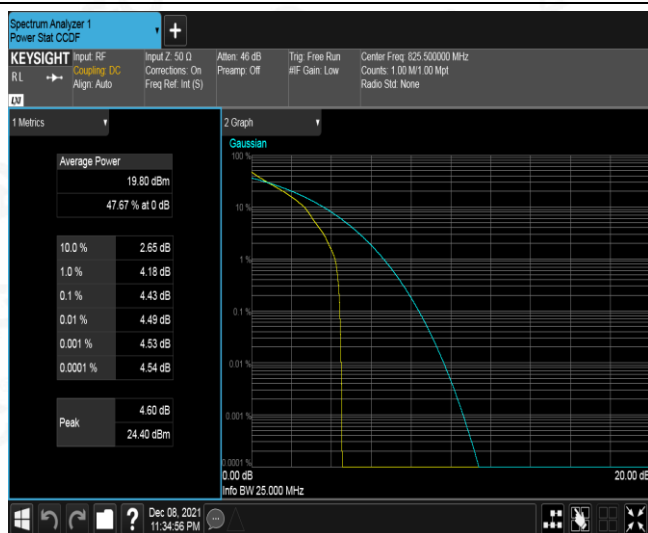 Spectrum Analyzer 1
Power Stat CCDF
+
KEYSIGHT
RL
LXI
Input: RF
Coupling: DC
Align: Auto
Input Z: 50 Ω
Corrections: On
Freq Ref: Int (S)
Atten: 46 dB
Preamp: Off
Trig: Free Run
#IF Gain: Low
Center Freq: 825.500000 MHz
Counts: 1.00 M/1.00 Mpt
Radio Std: None
1 Metrics
Average Power
19.80 dBm
47.67 % at 0 dB
10.0 % 2.65 dB
1.0 % 4.18 dB
0.1 % 4.43 dB
0.01 % 4.49 dB
0.001 % 4.53 dB
0.0001 % 4.54 dB
Peak
4.60 dB
24.40 dBm
2 Graph
Gaussian
100 %
10 %
1 %
0.1 %
0.01 %
0.001 %
0.0001 %
0.00 dB
20.00 dB
Info BW 25.000 MHz
?
Dec 08, 2021
11:34:56 PM